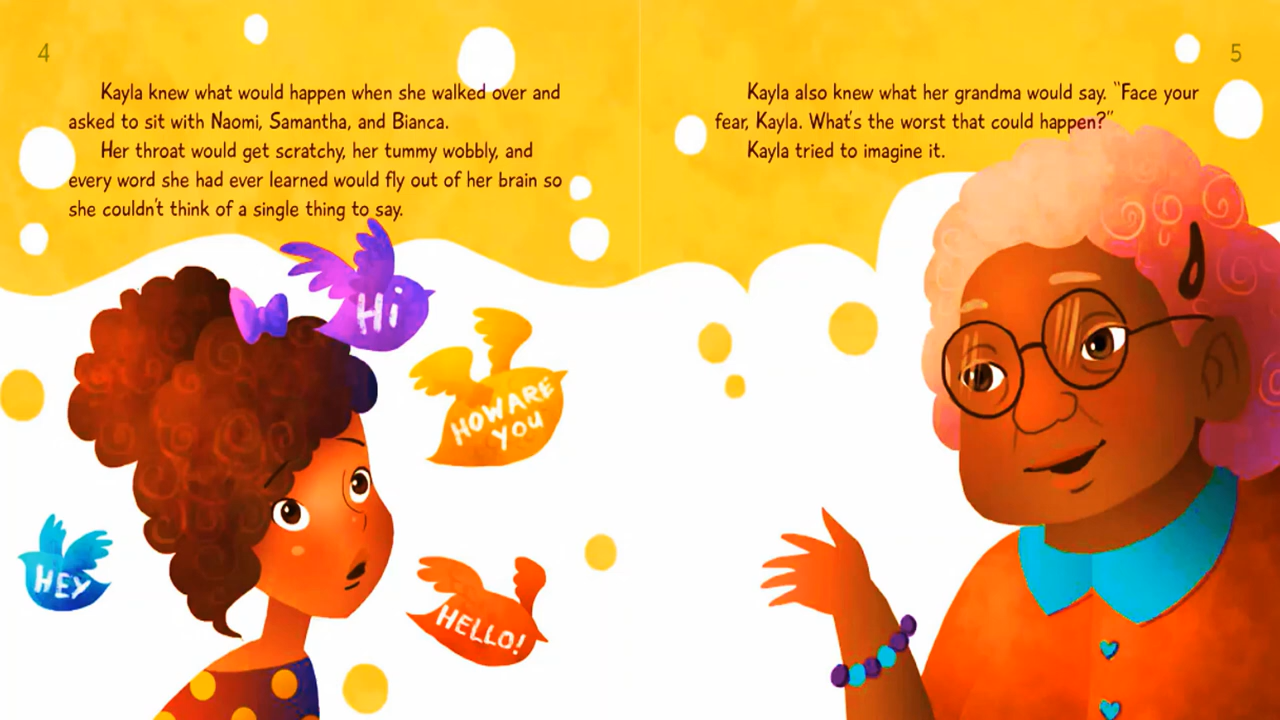 4
Kayla knew what would happen when she walked over and
asked to sit with Naomi, Samantha, and Bianca.
Her throat would get scratchy, her tummy wobbly, and
every word she had ever learned would fly out of her brain so
she couldn't think of a single thing to say.
Hi
HOW ARE
YOU
HEY
HELLO!
5
Kayla also knew what her grandma would say. "Face your
fear, Kayla. What's the worst that could happen?"
Kayla tried to imagine it.